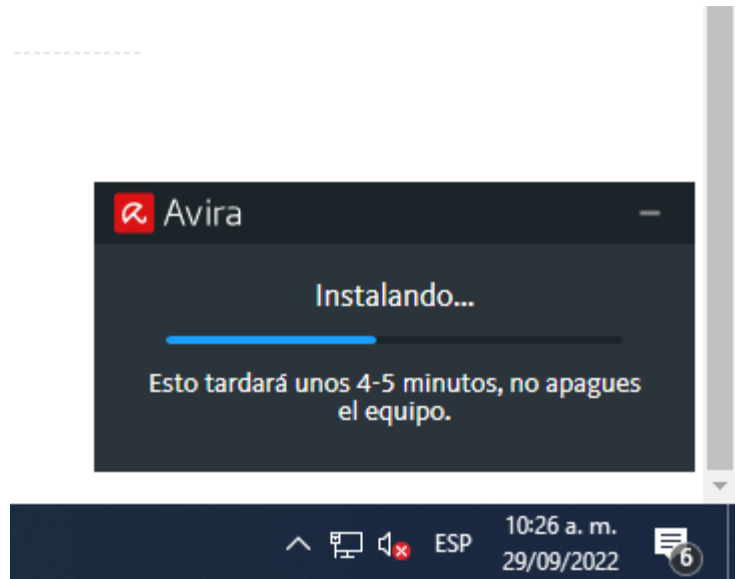 Avira
Instalando...
Esto tardará unos 4-5 minutos, no apagues
el equipo.
ESP
10:26 a. m.
29/09/2022
6